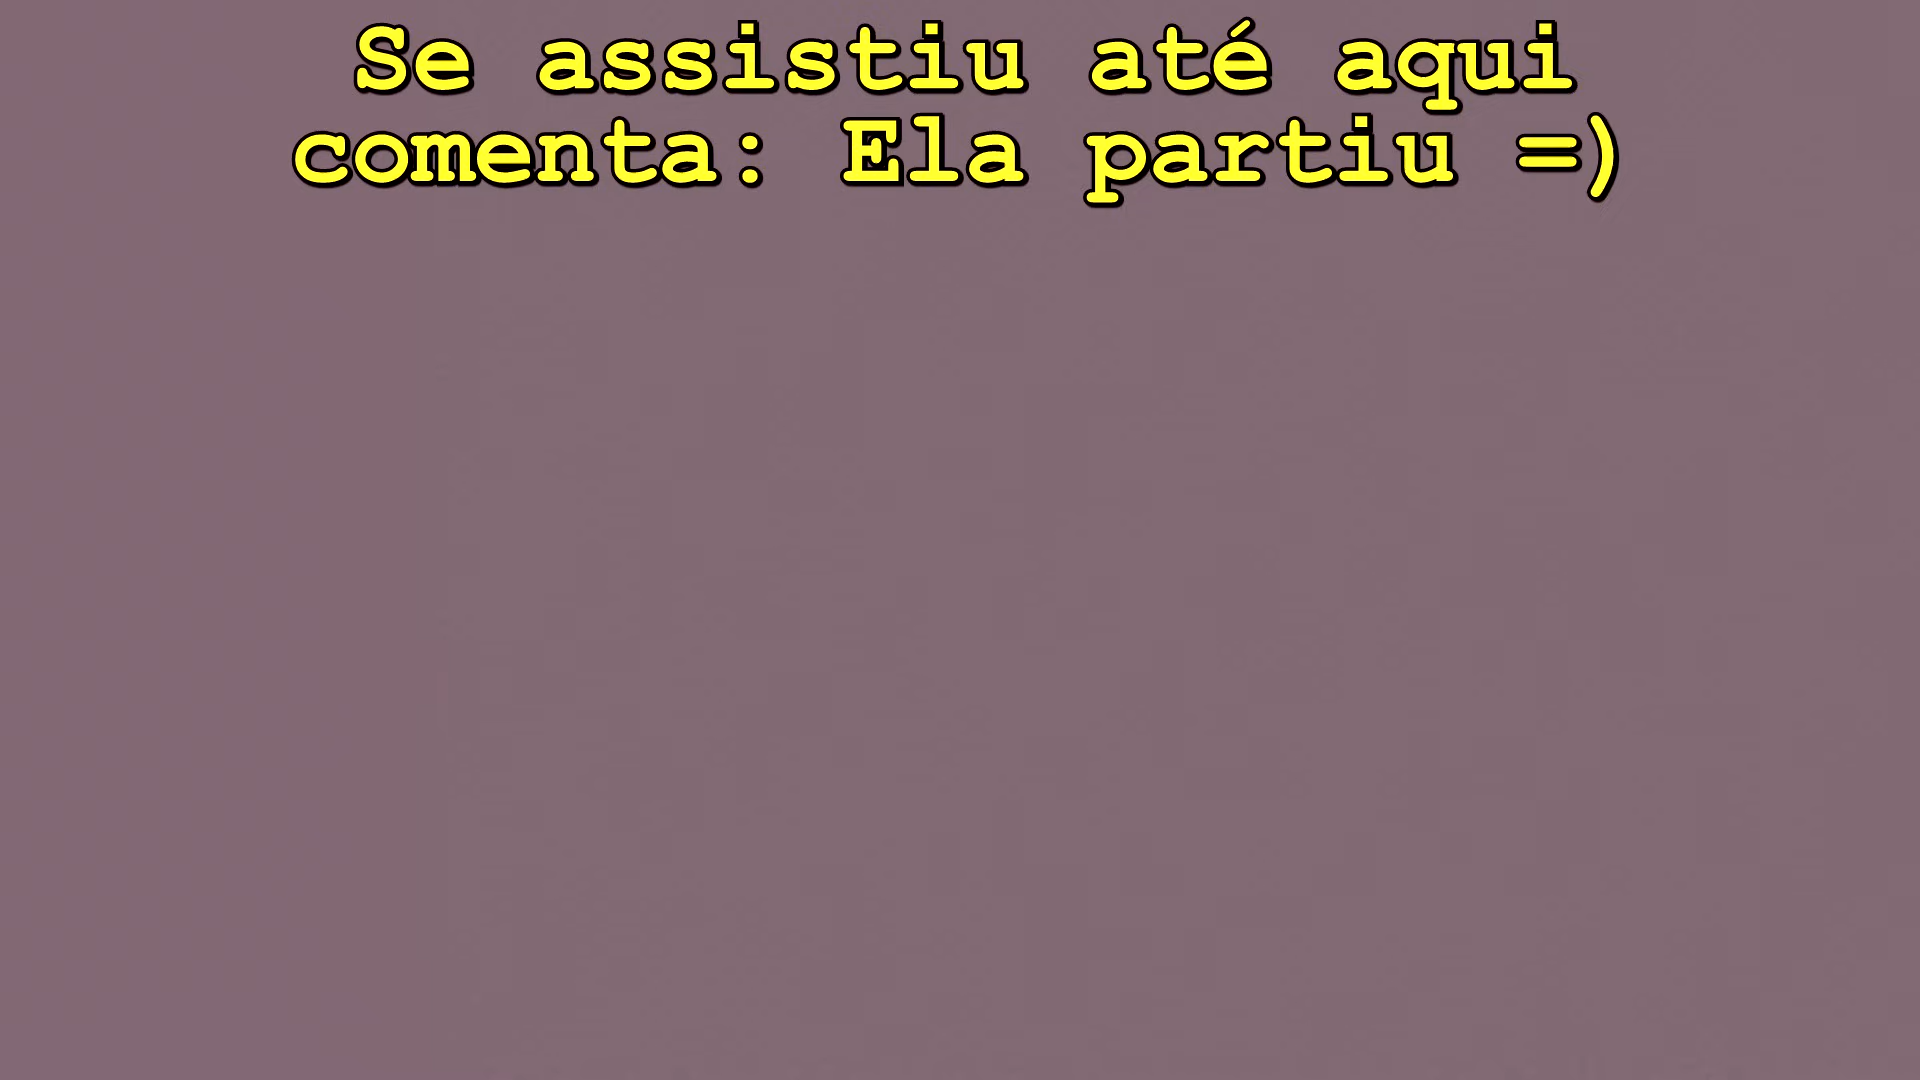 Se assistiu até aqui
comenta: Ela partiu =)